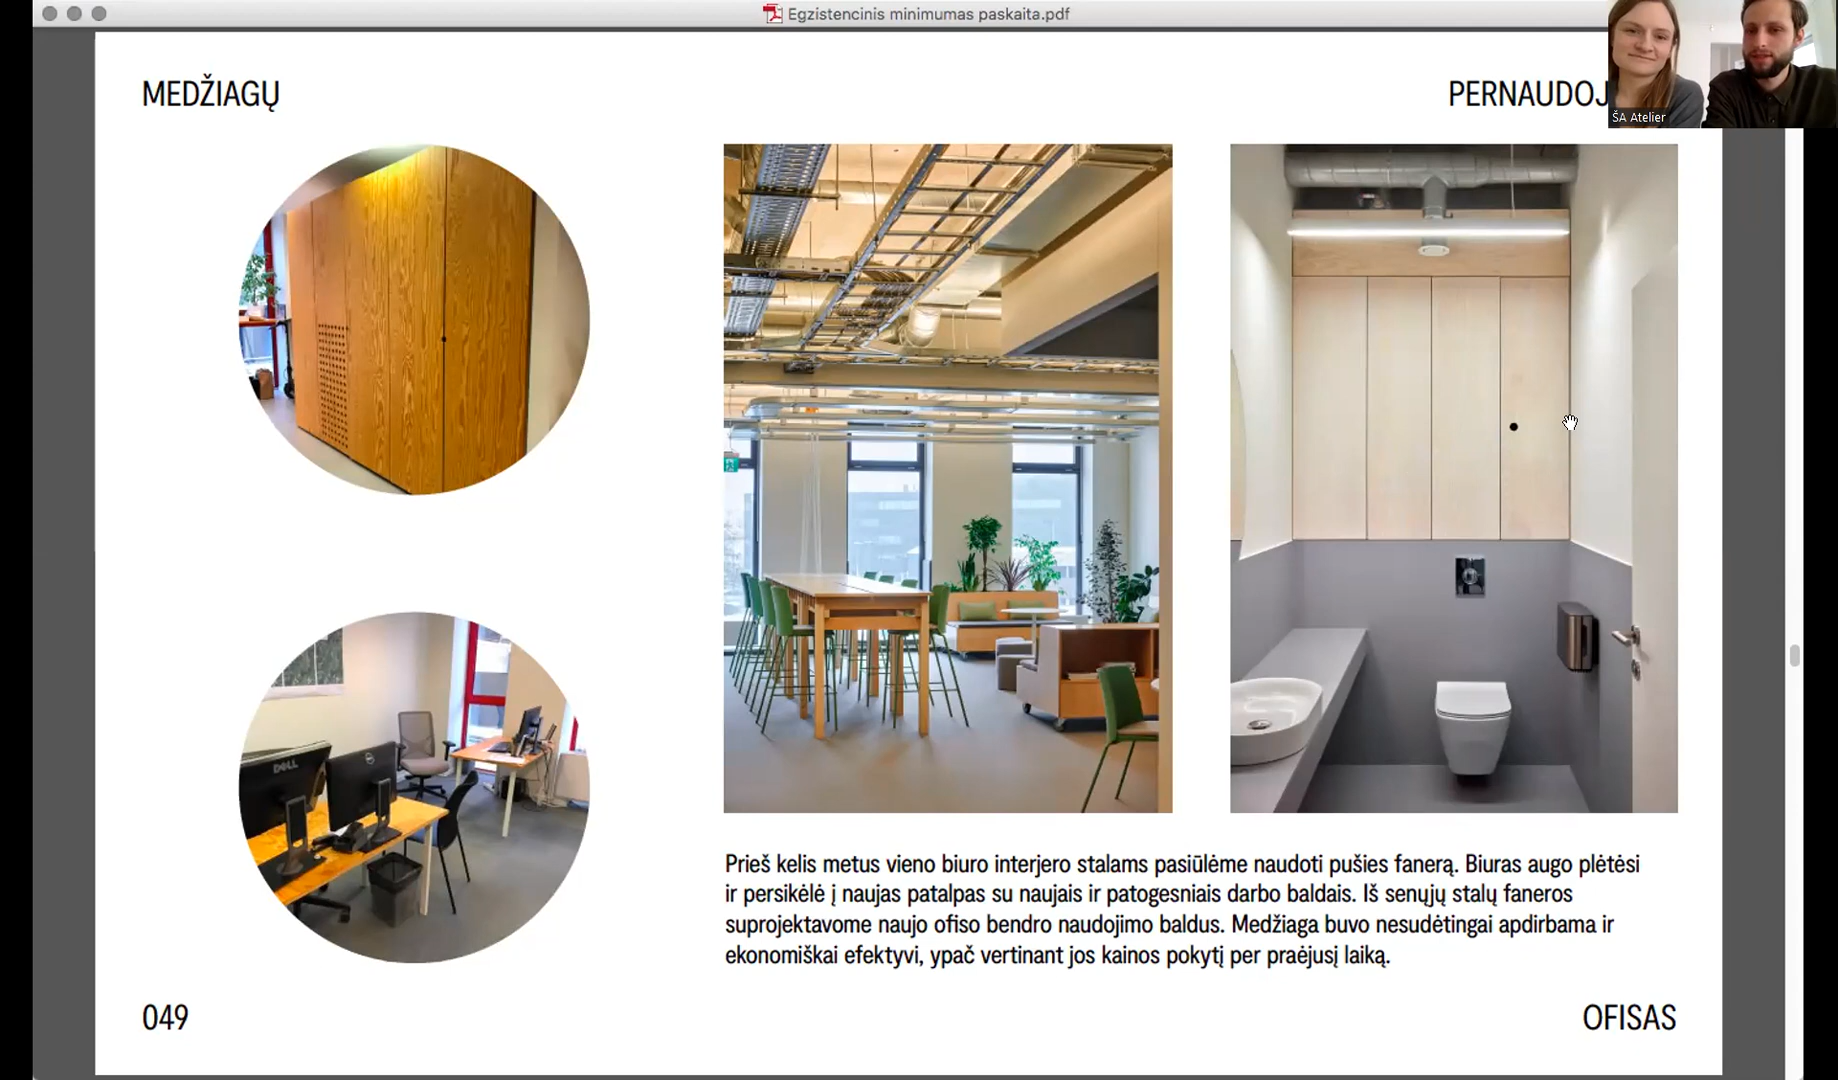 Egzistencinis minimumas paskaita.pdf
MEDŽIAGŲ
PERNAUDOJ
ŠA Atelier
DELL
Prieš kelis metus vieno biuro interjero stalams pasiūlėme naudoti pušies fanerą. Biuras augo plėtėsi
ir persikėlė į naujas patalpas su naujais ir patogesniais darbo baldais. Iš senųjų stalų faneros
suprojektavome naujo ofiso bendro naudojimo baldus. Medžiaga buvo nesudėtingai apdirbama ir
ekonomiškai efektyvi, ypač vertinant jos kainos pokytį per praėjusį laiką.
049
OFISAS